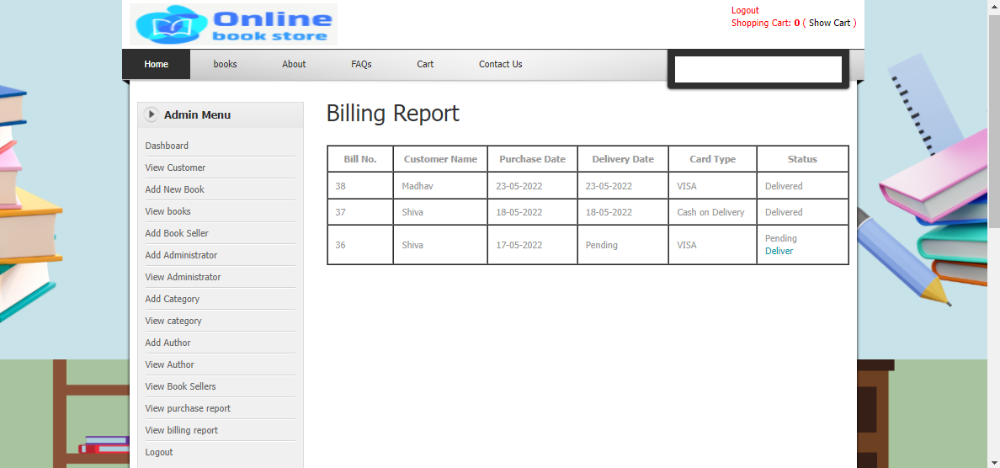 Online
book store
Logout
Shopping Cart: 0 ( Show Cart )
Home books About FAQs Cart Contact Us
Admin Menu
Dashboard
View Customer
Add New Book
View books
Add Book Seller
Add Administrator
View Administrator
Add Category
View category
Add Author
View Author
View Book Sellers
View purchase report
View billing report
Logout
Billing Report
Bill No. Customer Name Purchase Date Delivery Date Card Type Status
38 Madhav 23-05-2022 23-05-2022 VISA Delivered
37 Shiva 18-05-2022 18-05-2022 Cash on Delivery Delivered
36 Shiva 17-05-2022 Pending VISA Pending
Deliver